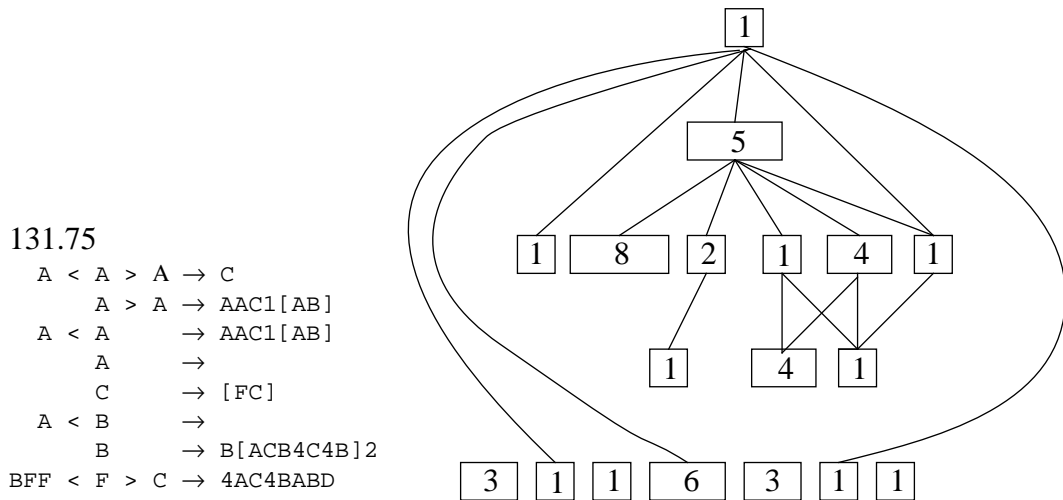 1
5
1 8 2 1 4 1
1 4 1
3 1 1 6 3 1 1
131.75
A < A > A → C
A > A → AAC1[AB]
A < A → AAC1[AB]
A →
C → [FC]
A < B →
B → B[ACB4C4B]2
BFF < F > C → 4AC4BABD